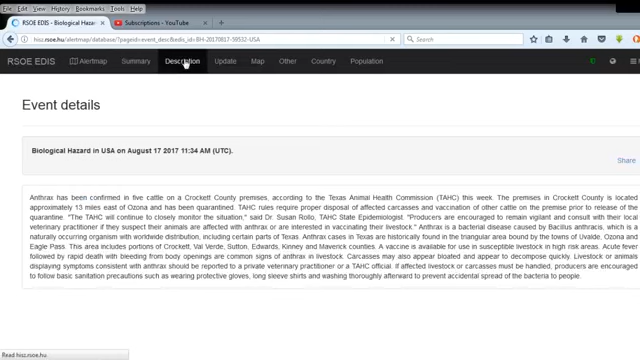 File Edit View History Bookmarks Tools Help
RSOE EDIS - Biological Hazard in
Subscriptions - YouTube
hisz.rsoe.hu/alertmap/database/?pageid=event_desc&edis_id=BH-20170817-59532-USA
Search
RSOE EDIS Alertmap Summary Description Update Map Other Country Population
Event details
Biological Hazard in USA on August 17 2017 11:34 AM (UTC).
Share
Anthrax has been confirmed in five cattle on a Crockett County premises, according to the Texas Animal Health Commission (TAHC) this week. The premises in Crockett County is located
approximately 13 miles east of Ozona and has been quarantined. TAHC rules require proper disposal of affected carcasses and vaccination of other cattle on the premise prior to release of the
quarantine. "The TAHC will continue to closely monitor the situation," said Dr. Susan Rollo, TAHC State Epidemiologist. "Producers are encouraged to remain vigilant and consult with their local
veterinary practitioner if they suspect their animals are affected with anthrax or are interested in vaccinating their livestock." Anthrax is a bacterial disease caused by Bacillus anthracis, which is a
naturally occurring organism with worldwide distribution, including certain parts of Texas. Anthrax cases in Texas are historically found in the triangular area bound by the towns of Uvalde, Ozona and
Eagle Pass. This area includes portions of Crockett, Val Verde, Sutton, Edwards, Kinney and Maverick counties. A vaccine is available for use in susceptible livestock in high risk areas. Acute fever
followed by rapid death with bleeding from body openings are common signs of anthrax in livestock. Carcasses may also appear bloated and appear to decompose quickly. Livestock or animals
displaying symptoms consistent with anthrax should be reported to a private veterinary practitioner or a TAHC official. If affected livestock or carcasses must be handled, producers are encouraged
to follow basic sanitation precautions such as wearing protective gloves, long sleeve shirts and washing thoroughly afterward to prevent accidental spread of the bacteria to people.
Read hisz.rsoe.hu